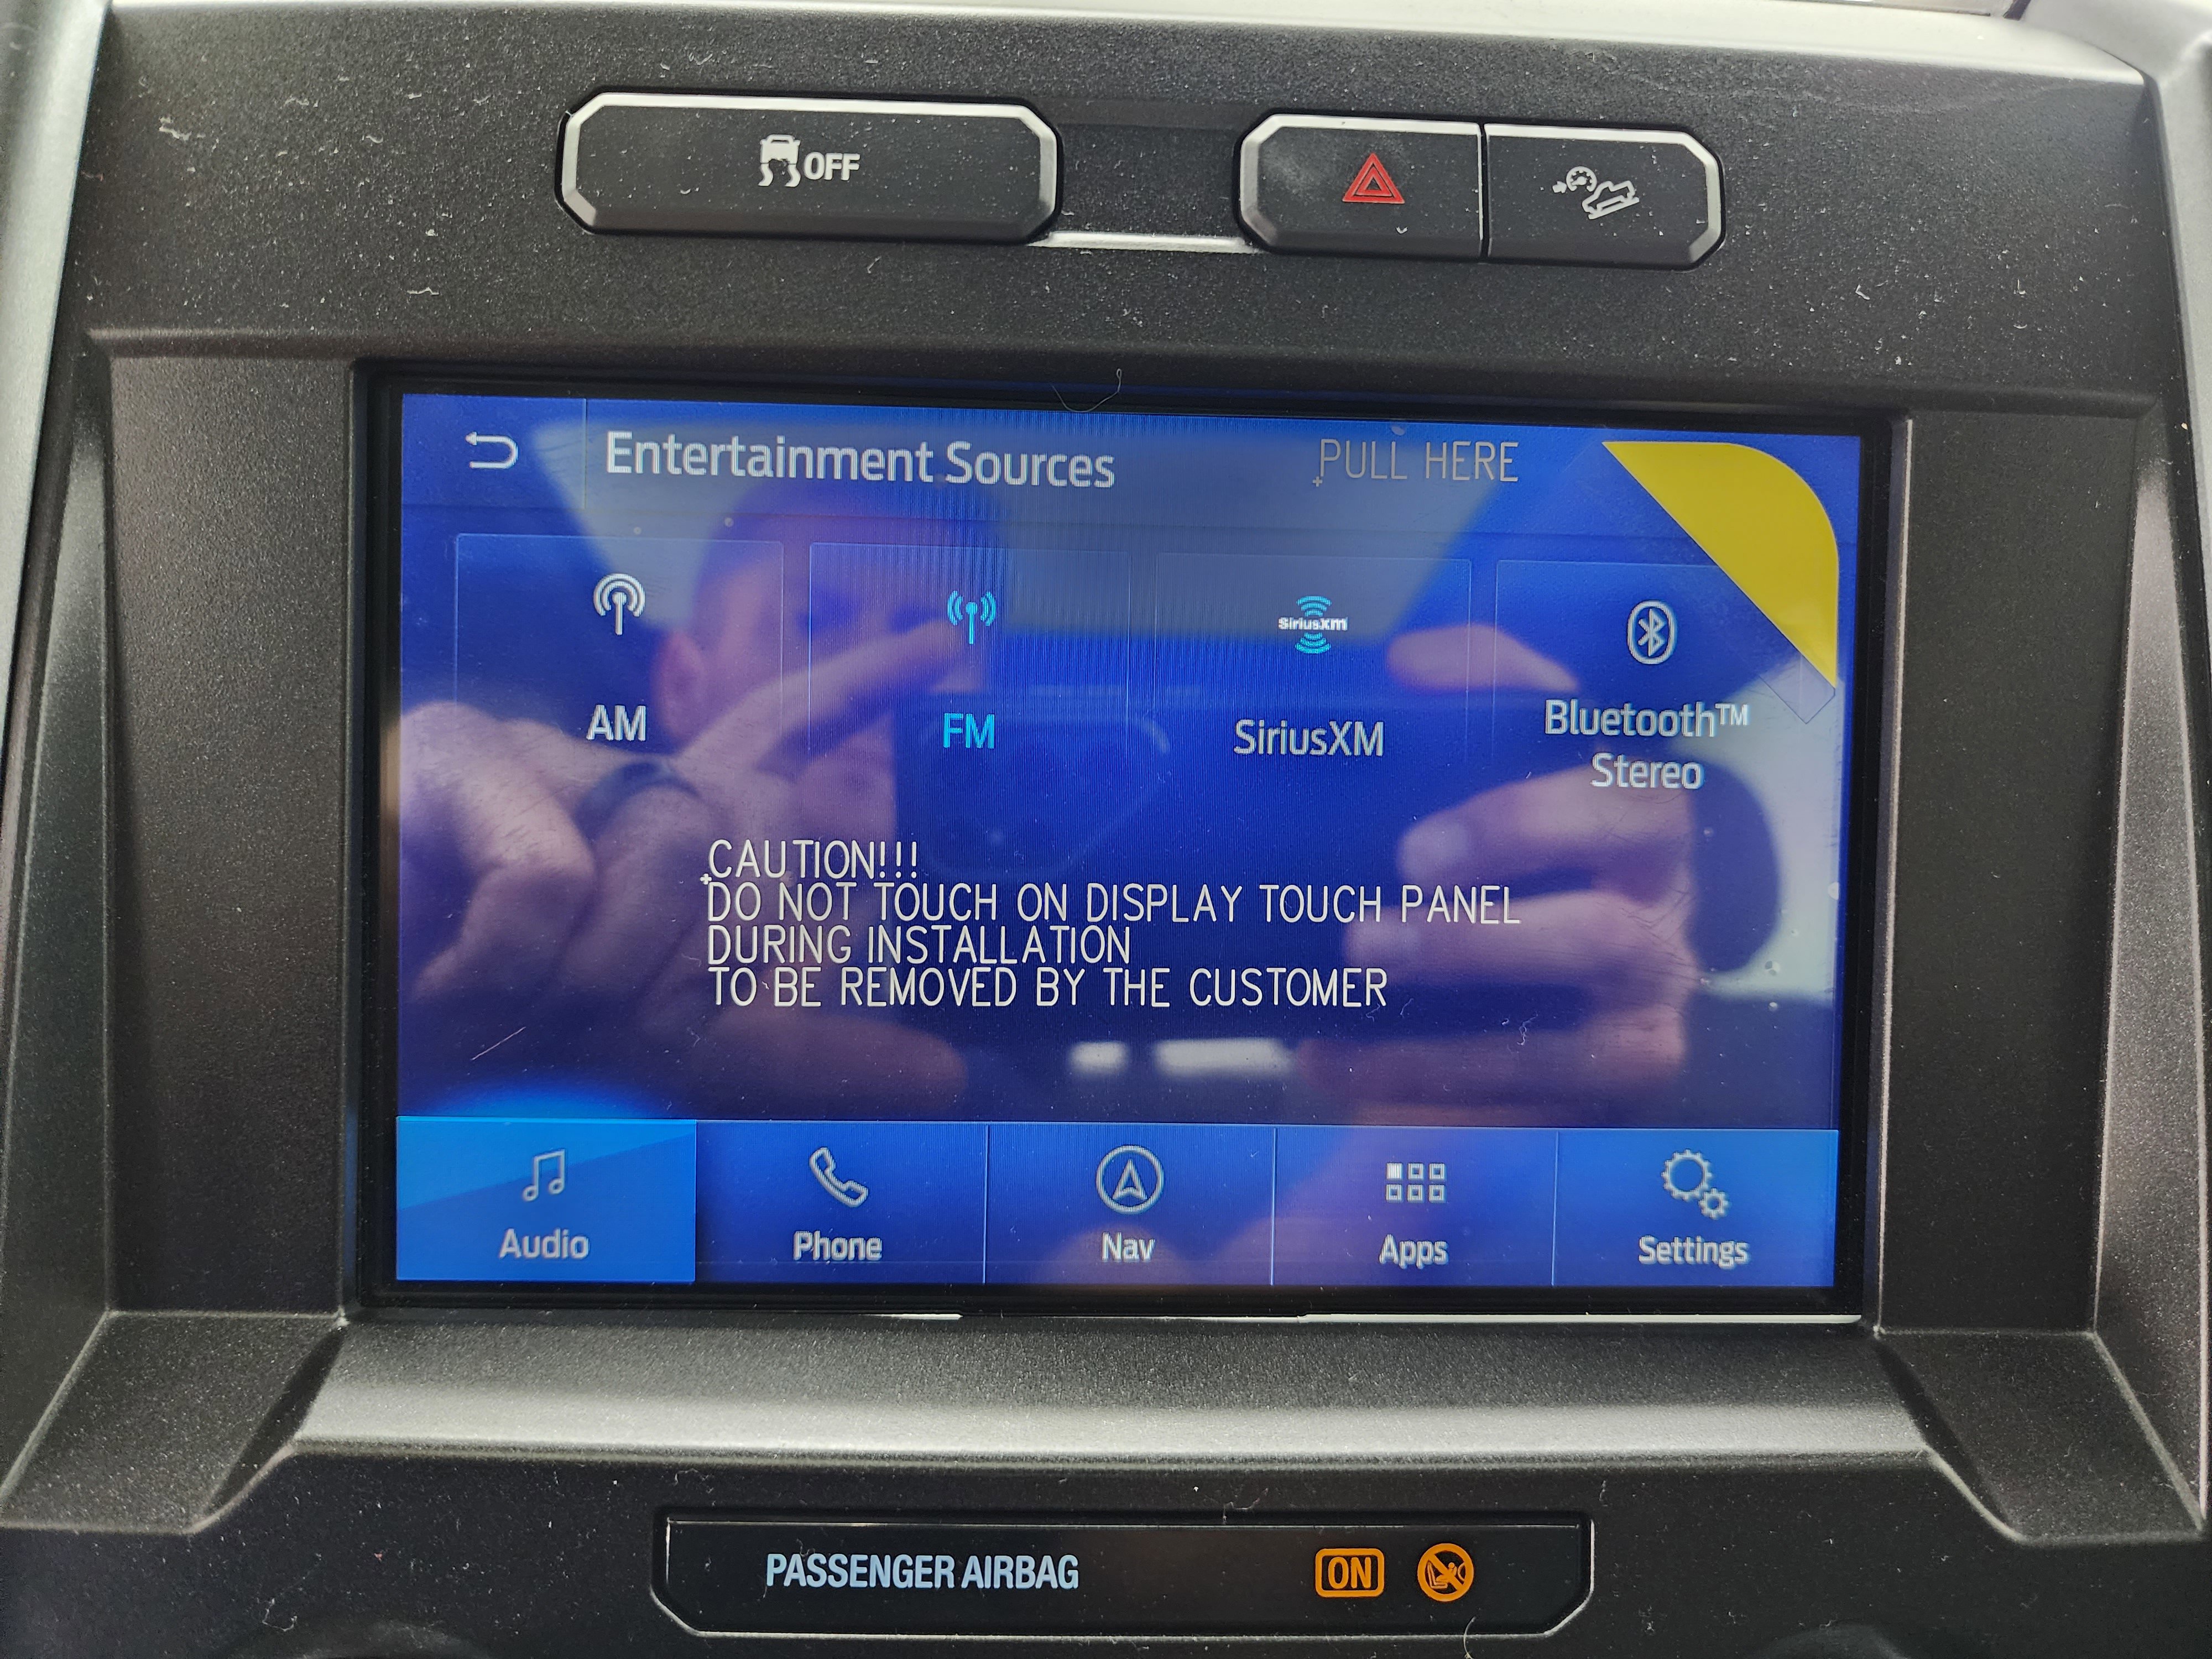 OFF
Entertainment Sources
PULL HERE
SiriusXM
AM
FM
SiriusXM
Bluetooth™
Stereo
CAUTION!!!
DO NOT TOUCH ON DISPLAY TOUCH PANEL
DURING INSTALLATION
TO BE REMOVED BY THE CUSTOMER
Audio
Phone
Nav
Apps
Settings
PASSENGER AIRBAG
ON